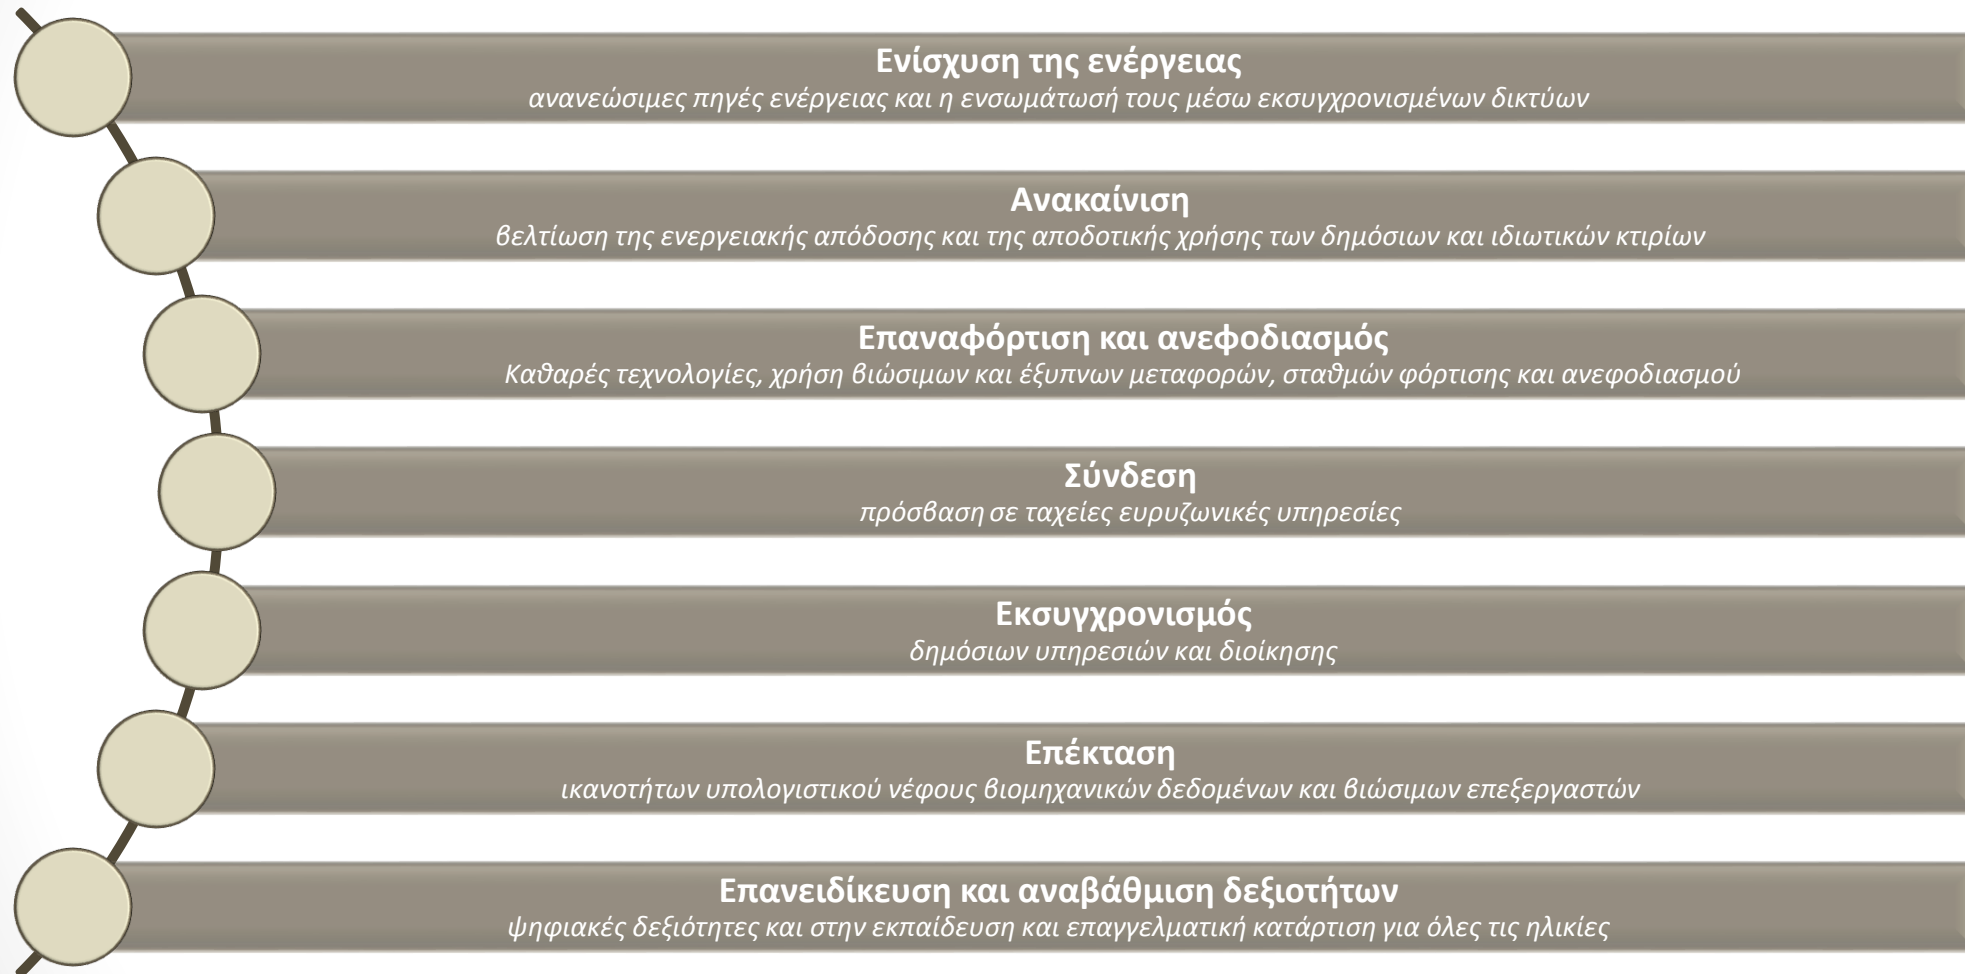 Ενίσχυση της ενέργειας
ανανεώσιμες πηγές ενέργειας και η ενσωμάτωσή τους μέσω εκσυγχρονισμένων δικτύων
Ανακαίνιση
βελτίωση της ενεργειακής απόδοσης και της αποδοτικής χρήσης των δημόσιων και ιδιωτικών κτιρίων
Επαναφόρτιση και ανεφοδιασμός
Καθαρές τεχνολογίες, χρήση βιώσιμων και έξυπνων μεταφορών, σταθμών φόρτισης και ανεφοδιασμού
Σύνδεση
πρόσβαση σε ταχείες ευρυζωνικές υπηρεσίες
Εκσυγχρονισμός
δημόσιων υπηρεσιών και διοίκησης
Επέκταση
ικανοτήτων υπολογιστικού νέφους βιομηχανικών δεδομένων και βιώσιμων επεξεργαστών
Επανειδίκευση και αναβάθμιση δεξιοτήτων
ψηφιακές δεξιότητες και στην εκπαίδευση και επαγγελματική κατάρτιση για όλες τις ηλικίες